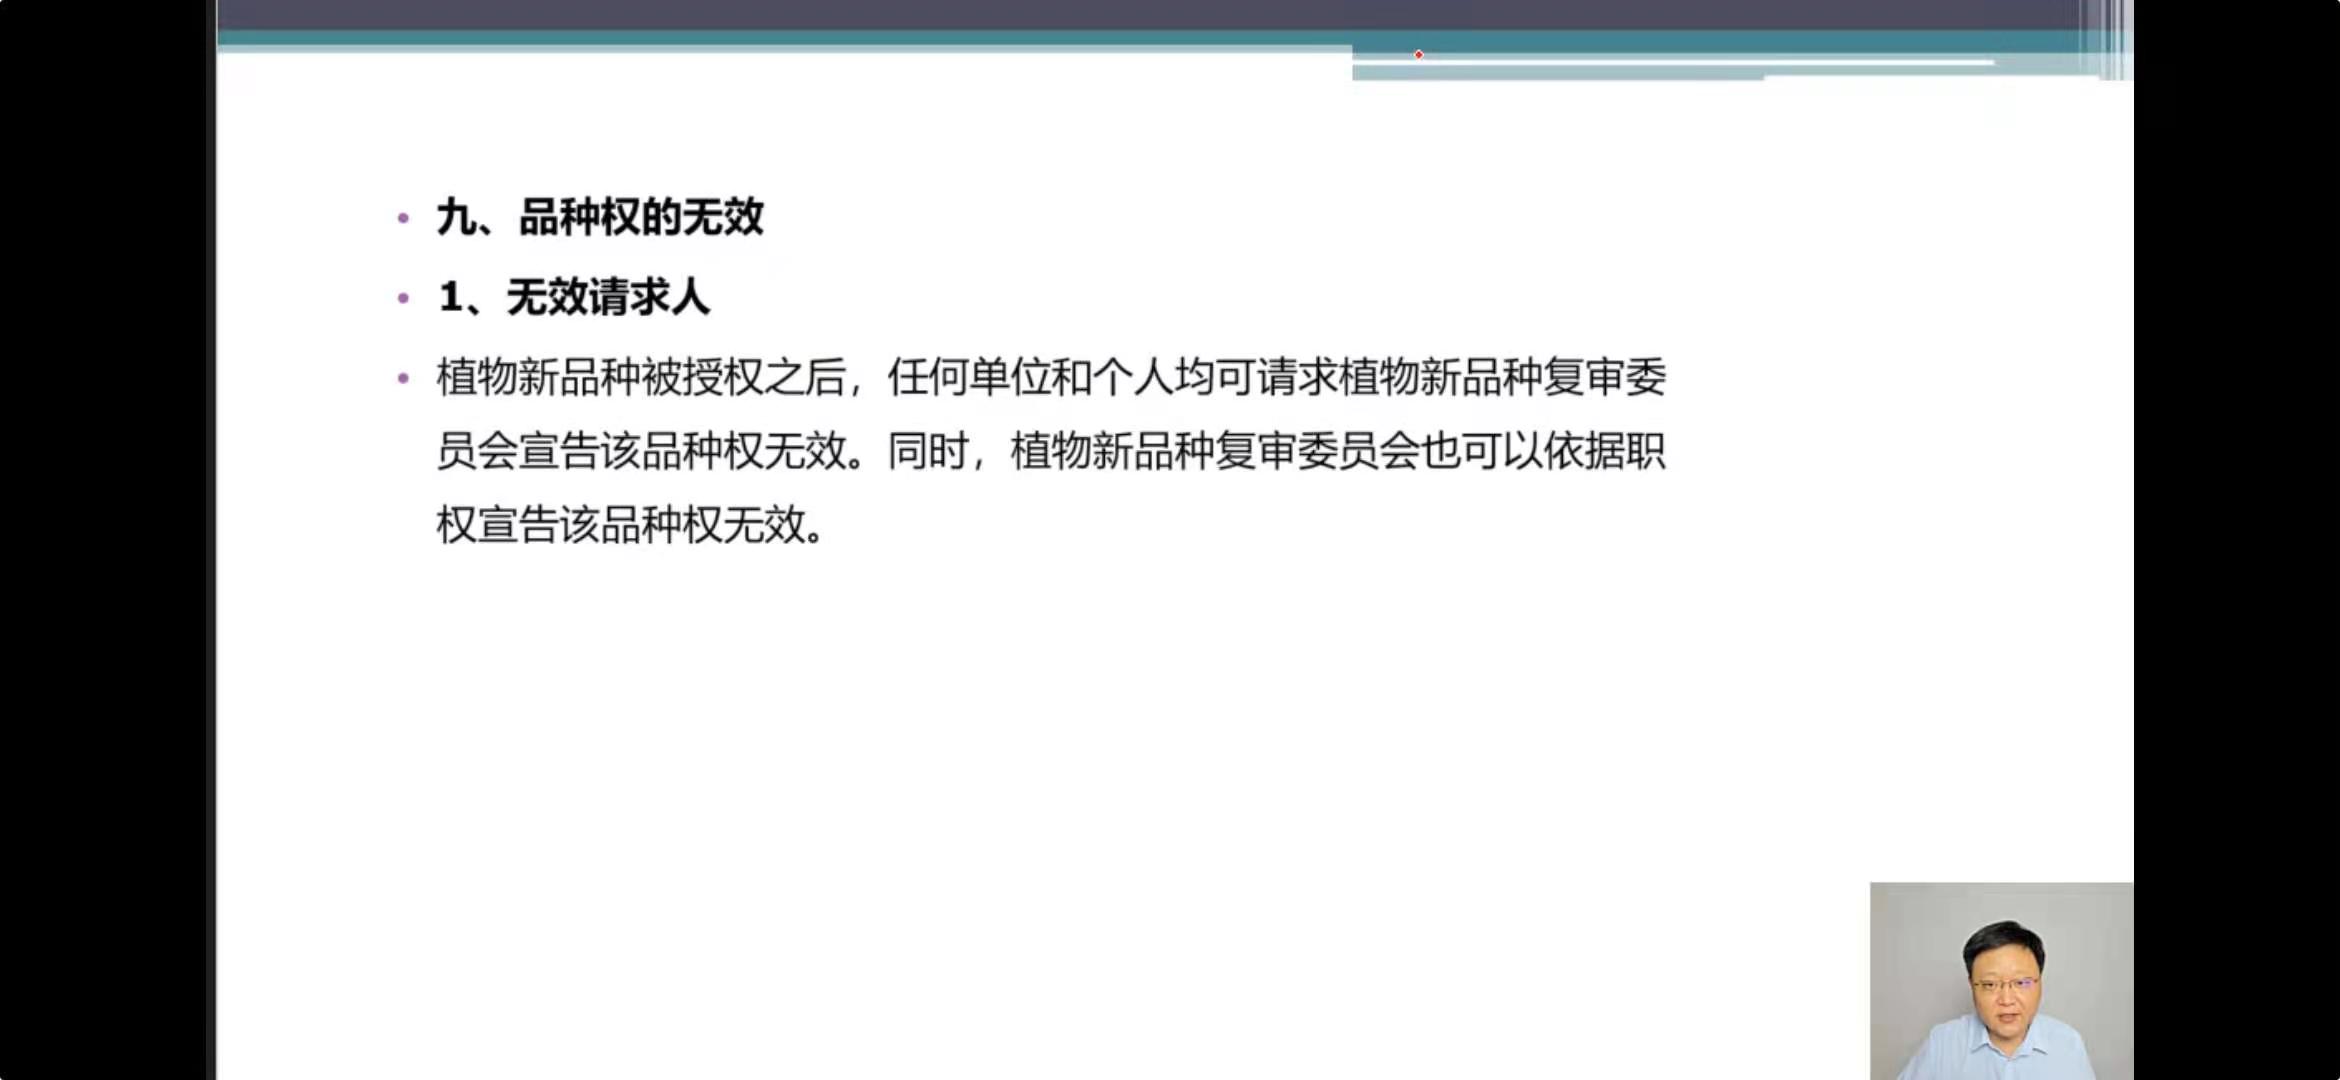 九、品种权的无效
1、无效请求人
植物新品种被授权之后，任何单位和个人均可请求植物新品种复审委
员会宣告该品种权无效。同时，植物新品种复审委员会也可以依据职
权宣告该品种权无效。